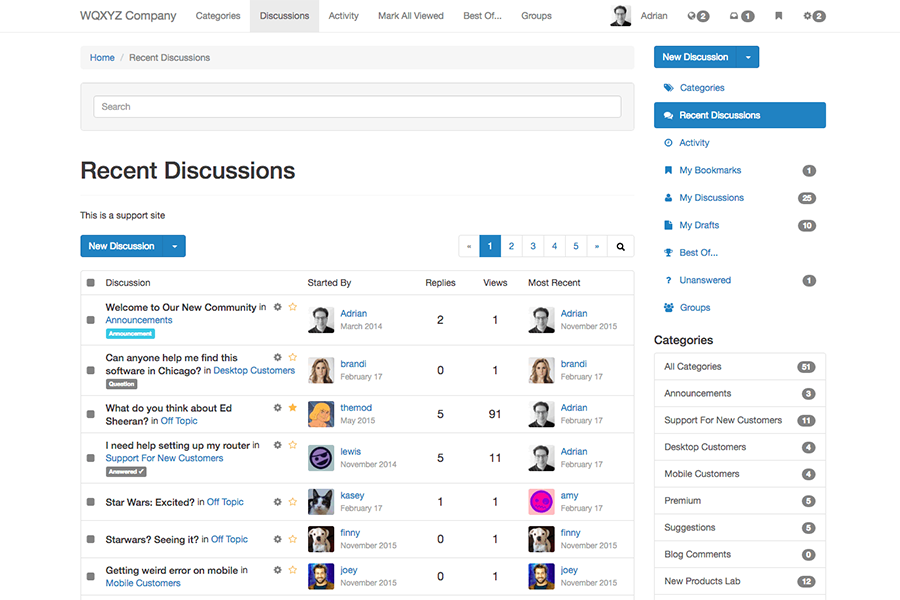 WQXYZ Company Categories Discussions Activity Mark All Viewed Best Of... Groups Adrian 2 1 2
Home / Recent Discussions
Search
Recent Discussions
This is a support site
New Discussion
« 1 2 3 4 5 »
Discussion Started By Replies Views Most Recent
Welcome to Our New Community in Adrian 2 1 Adrian
Announcements March 2014 November 2015
Announcement
Can anyone help me find this brandi 0 1 brandi
software in Chicago? in Desktop Customers February 17 February 17
Question
What do you think about Ed themod 5 91 Adrian
Sheeran? in Off Topic May 2015 February 17
I need help setting up my router in lewis 5 11 Adrian
Support For New Customers November 2014 February 17
Answered ✓
Star Wars: Excited? in Off Topic kasey 1 1 amy
February 17 February 17
Starwars? Seeing it? in Off Topic finny 0 1 finny
November 2015 November 2015
Getting weird error on mobile in joey 0 1 joey
Mobile Customers November 2015 November 2015
New Discussion
Categories
Recent Discussions
Activity
My Bookmarks 1
My Discussions 25
My Drafts 10
Best Of...
? Unanswered 1
Groups
Categories
All Categories 51
Announcements 3
Support For New Customers 11
Desktop Customers 4
Mobile Customers 4
Premium 5
Suggestions 5
Blog Comments 0
New Products Lab 12